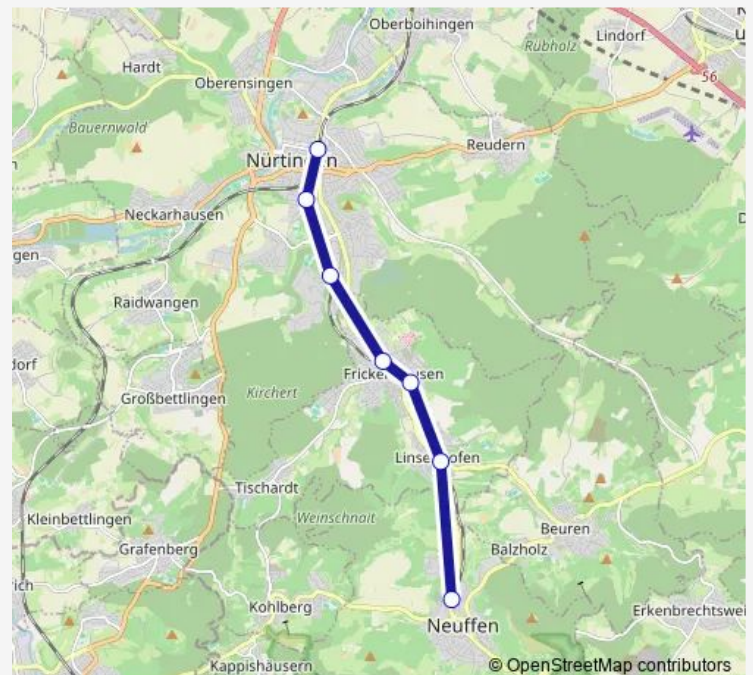 Oberboihingen
Lindorf
Rübholz
Hardt
Oberensingen
56
Bauernwald
Reudern
Neckarhausen
gen
Raidwangen
dorf
Kirchert
Großbettlingen
Tischardt
Weinschnait
Kleinbettlingen
Beuren
Grafenberg
Balzholz
Kohlberg
Erkenbrechtswei
Neuffen
Kappishäusern
© OpenStreetMap contributors